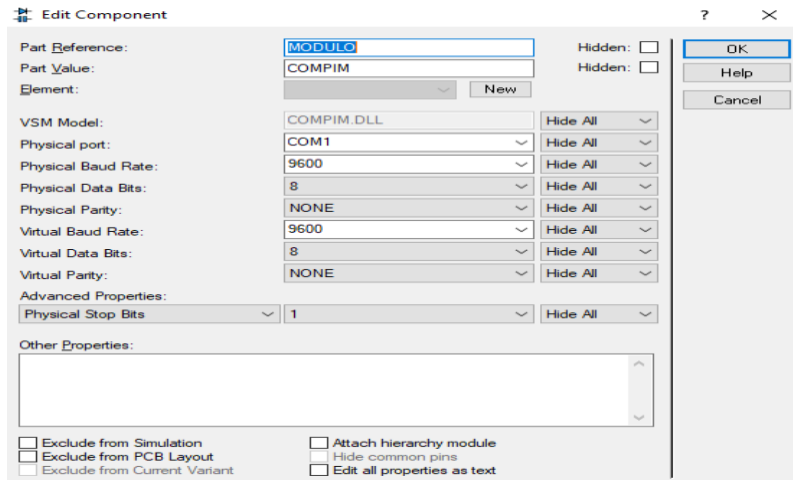 Edit Component ?
Part Reference: MODULO Hidden: OK
Part Value: COMPIM Hidden: Help
Element: New Cancel
VSM Model: COMPIM.DLL Hide All
Physical port: COM1 Hide All
Physical Baud Rate: 9600 Hide All
Physical Data Bits: 8 Hide All
Physical Parity: NONE Hide All
Virtual Baud Rate: 9600 Hide All
Virtual Data Bits: 8 Hide All
Virtual Parity: NONE Hide All
Advanced Properties:
Physical Stop Bits 1 Hide All
Other Properties:
Exclude from Simulation Attach hierarchy module
Exclude from PCB Layout Hide common pins
Exclude from Current Variant Edit all properties as text